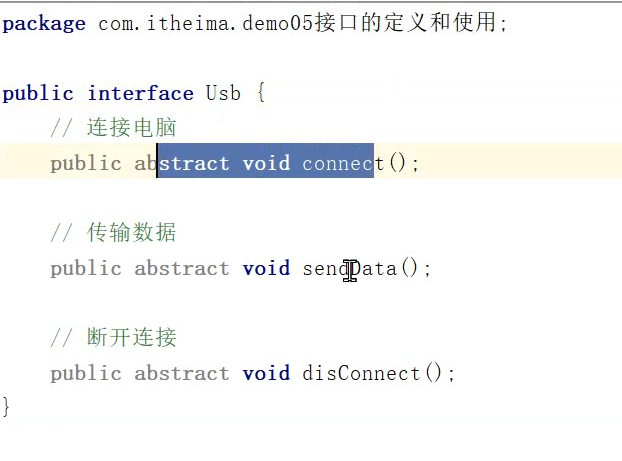 package com.itheima.demo05接口的定义和使用;
public interface Usb {
// 连接电脑
public abstract void connect();
// 传输数据
public abstract void sendData();
// 断开连接
public abstract void disConnect();
}